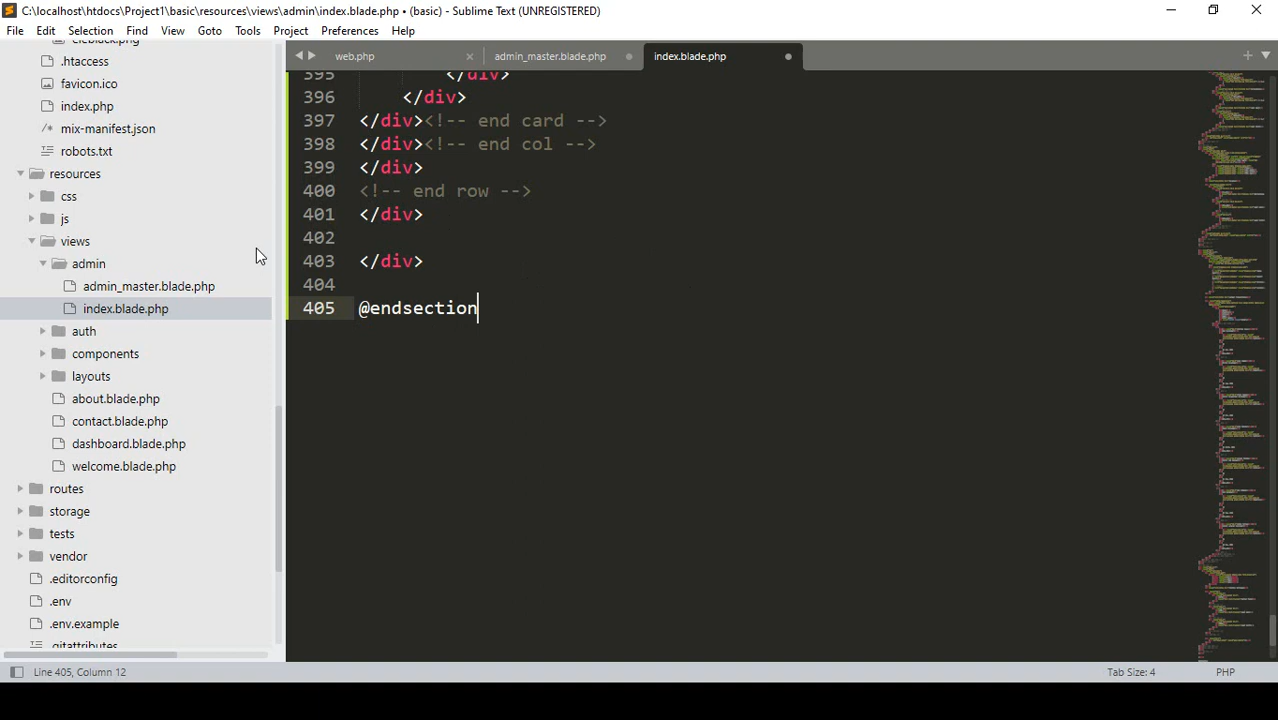 C:\localhost\htdocs\Project1\basic\resources\views\admin\index.blade.php • (basic) - Sublime Text (UNREGISTERED)
File Edit Selection Find View Goto Tools Project Preferences Help
web.php × admin_master.blade.php index.blade.php
.htaccess
favicon.ico
index.php
mix-manifest.json
robots.txt
resources
css
js
views
admin
admin_master.blade.php
index.blade.php
auth
components
layouts
about.blade.php
contact.blade.php
dashboard.blade.php
welcome.blade.php
routes
storage
tests
vendor
.editorconfig
.env
.env.example
.gitattributes
395 </div>
396 </div>
397 </div><!-- end card -->
398 </div><!-- end col -->
399 </div>
400 <!-- end row -->
401 </div>
402
403 </div>
404
405 @endsection
Line 405, Column 12
Tab Size: 4 PHP